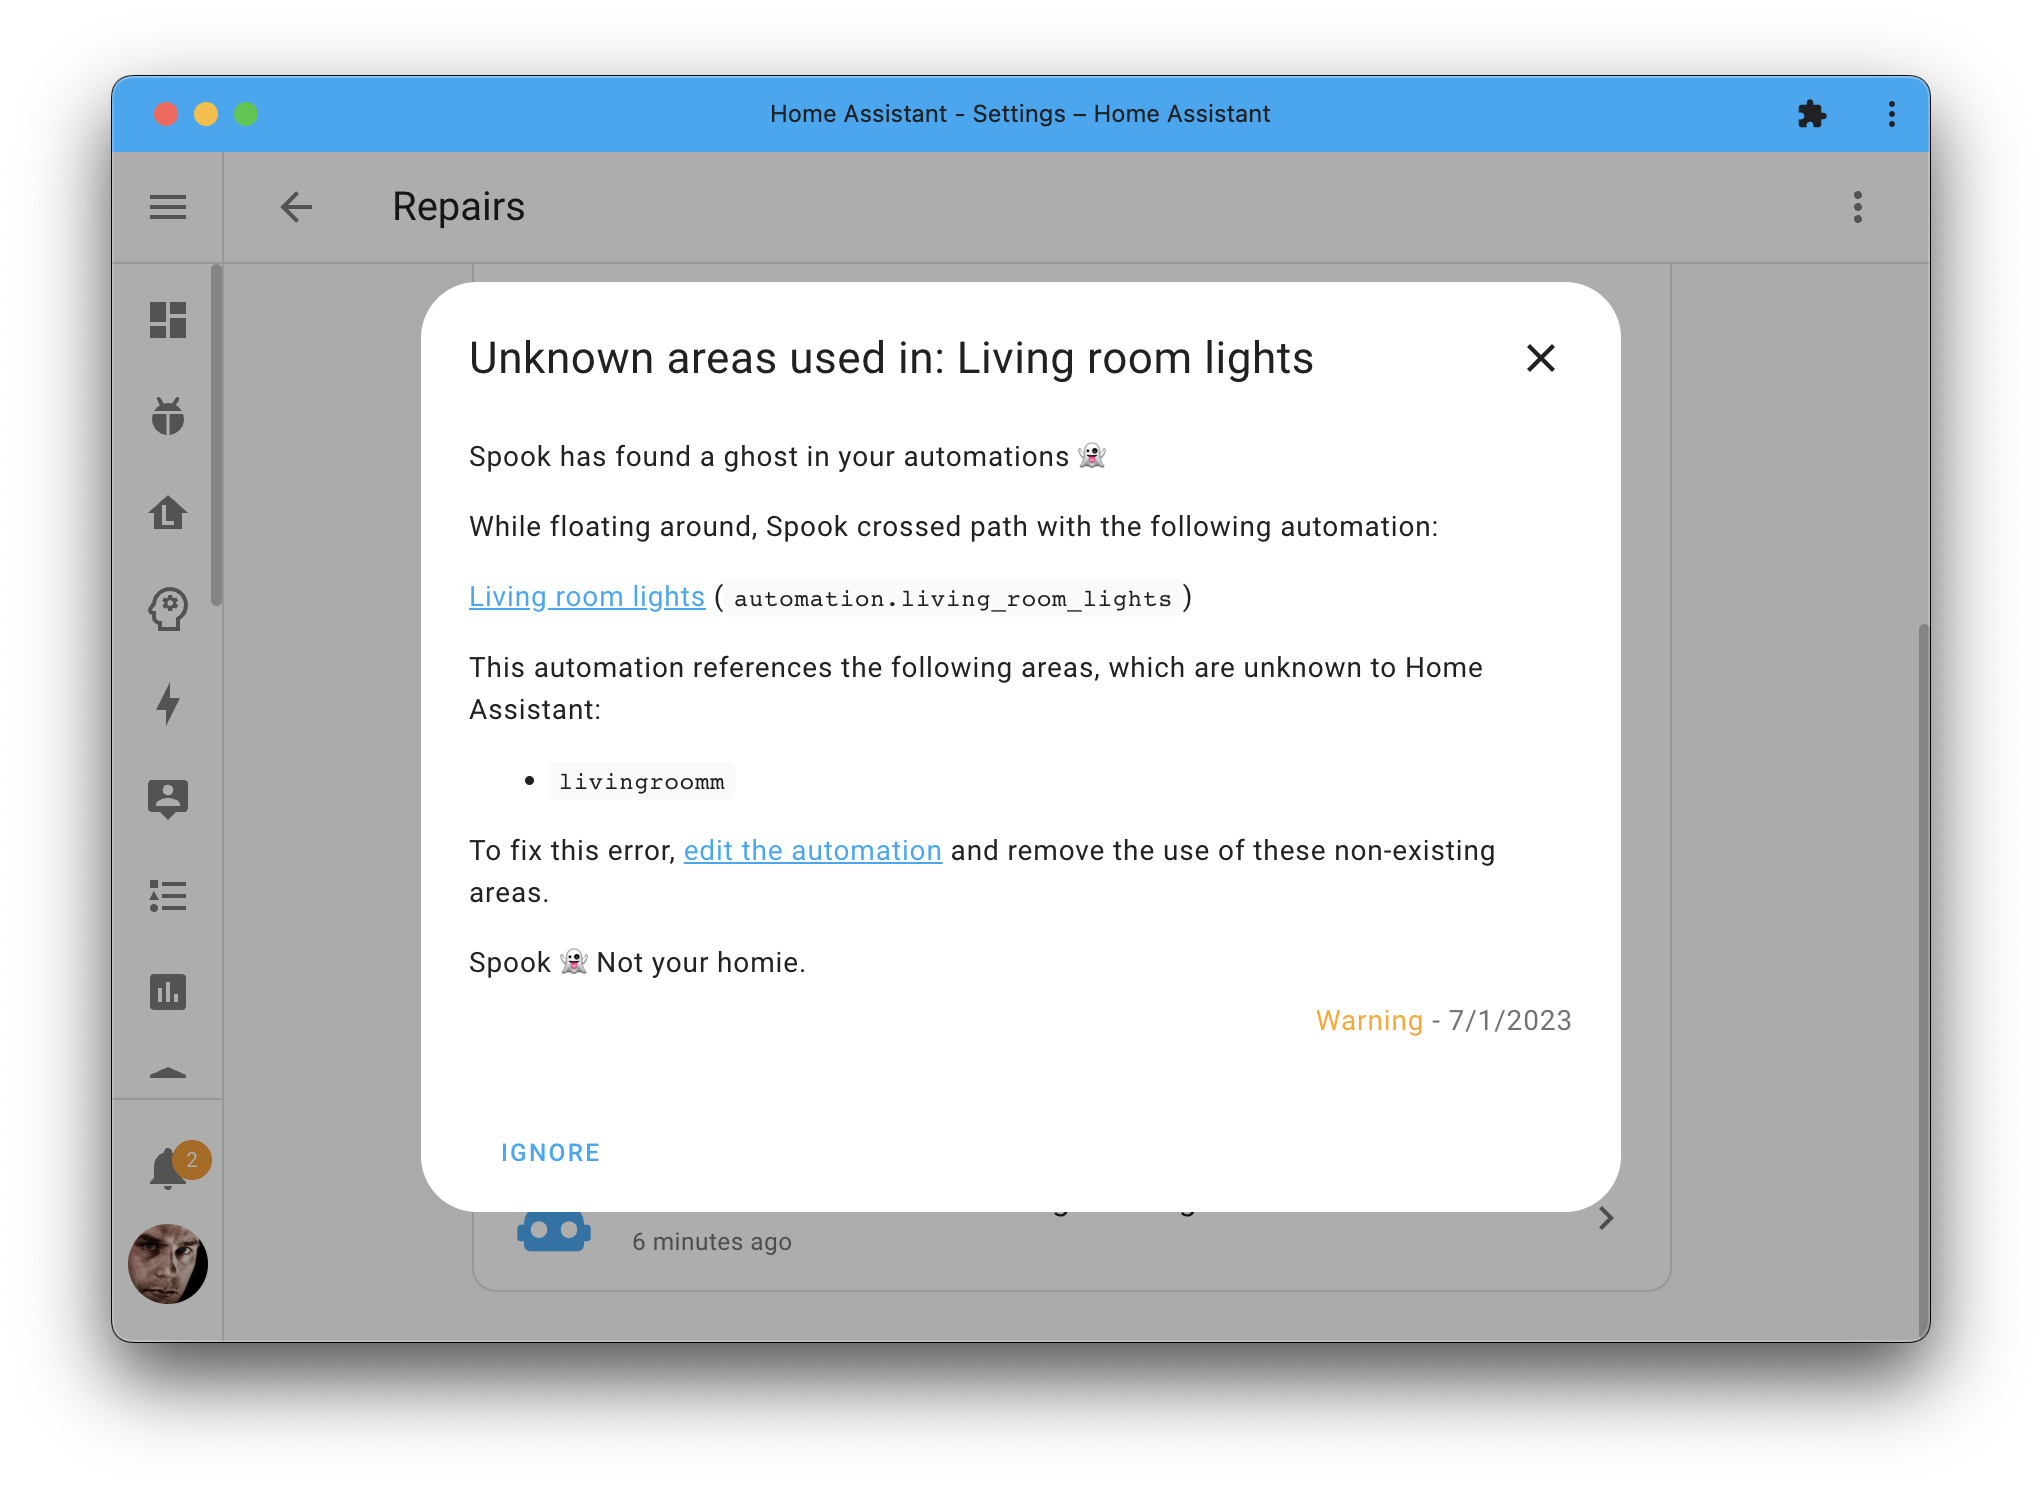 Home Assistant - Settings – Home Assistant
Repairs
Unknown areas used in: Living room lights
Spook has found a ghost in your automations 👻
While floating around, Spook crossed path with the following automation:
Living room lights ( automation.living_room_lights )
This automation references the following areas, which are unknown to Home
Assistant:
• livingroomm
To fix this error, edit the automation and remove the use of these non-existing
areas.
Spook 👻 Not your homie.
Warning - 7/1/2023
IGNORE
2
6 minutes ago